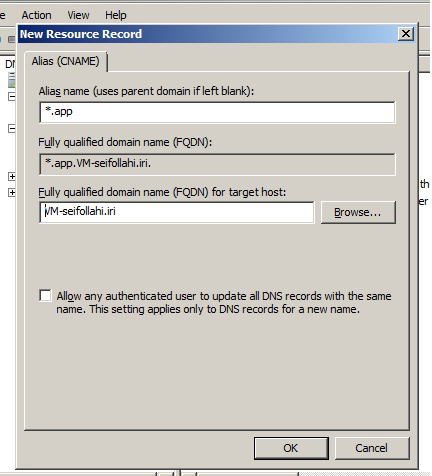 e Action View Help
New Resource Record
DN
Alias (CNAME)
Alias name (uses parent domain if left blank):
*.app
Fully qualified domain name (FQDN):
*.app.VM-seifollahi.iri.
Fully qualified domain name (FQDN) for target host:
th
VM-seifollahi.iri
Browse...
er
Allow any authenticated user to update all DNS records with the same
name. This setting applies only to DNS records for a new name.
OK Cancel